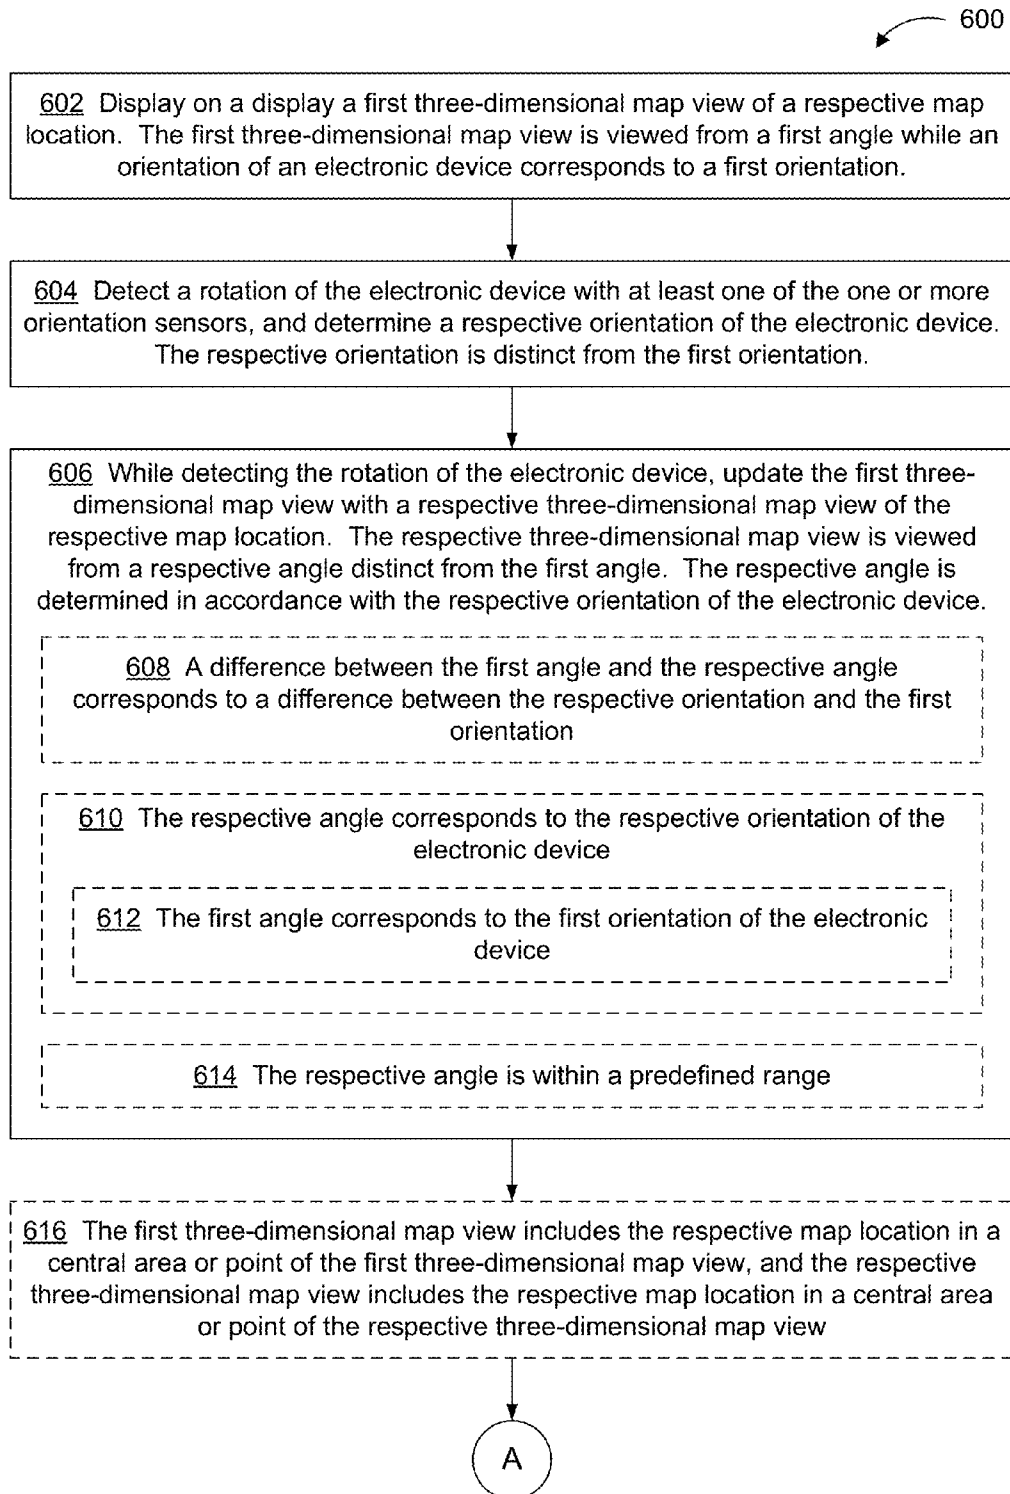 600
602 Display on a display a first three-dimensional map view of a respective map
location. The first three-dimensional map view is viewed from a first angle while an
orientation of an electronic device corresponds to a first orientation.
604 Detect a rotation of the electronic device with at least one of the one or more
orientation sensors, and determine a respective orientation of the electronic device.
The respective orientation is distinct from the first orientation.
606 While detecting the rotation of the electronic device, update the first three-
dimensional map view with a respective three-dimensional map view of the
respective map location. The respective three-dimensional map view is viewed
from a respective angle distinct from the first angle. The respective angle is
determined in accordance with the respective orientation of the electronic device.
608 A difference between the first angle and the respective angle
corresponds to a difference between the respective orientation and the first
orientation
610 The respective angle corresponds to the respective orientation of the
electronic device
612 The first angle corresponds to the first orientation of the electronic
device
614 The respective angle is within a predefined range
616 The first three-dimensional map view includes the respective map location in a
central area or point of the first three-dimensional map view, and the respective
three-dimensional map view includes the respective map location in a central area
or point of the respective three-dimensional map view
A